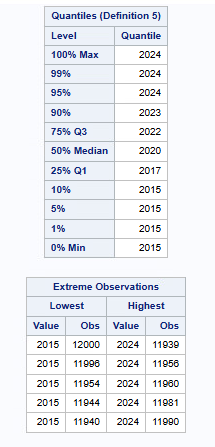 Quantiles (Definition 5)
Level Quantile
100% Max 2024
99% 2024
95% 2024
90% 2023
75% Q3 2022
50% Median 2020
25% Q1 2017
10% 2015
5% 2015
1% 2015
0% Min 2015
Extreme Observations
Lowest Highest
Value Obs Value Obs
2015 12000 2024 11939
2015 11996 2024 11956
2015 11954 2024 11960
2015 11944 2024 11981
2015 11940 2024 11990